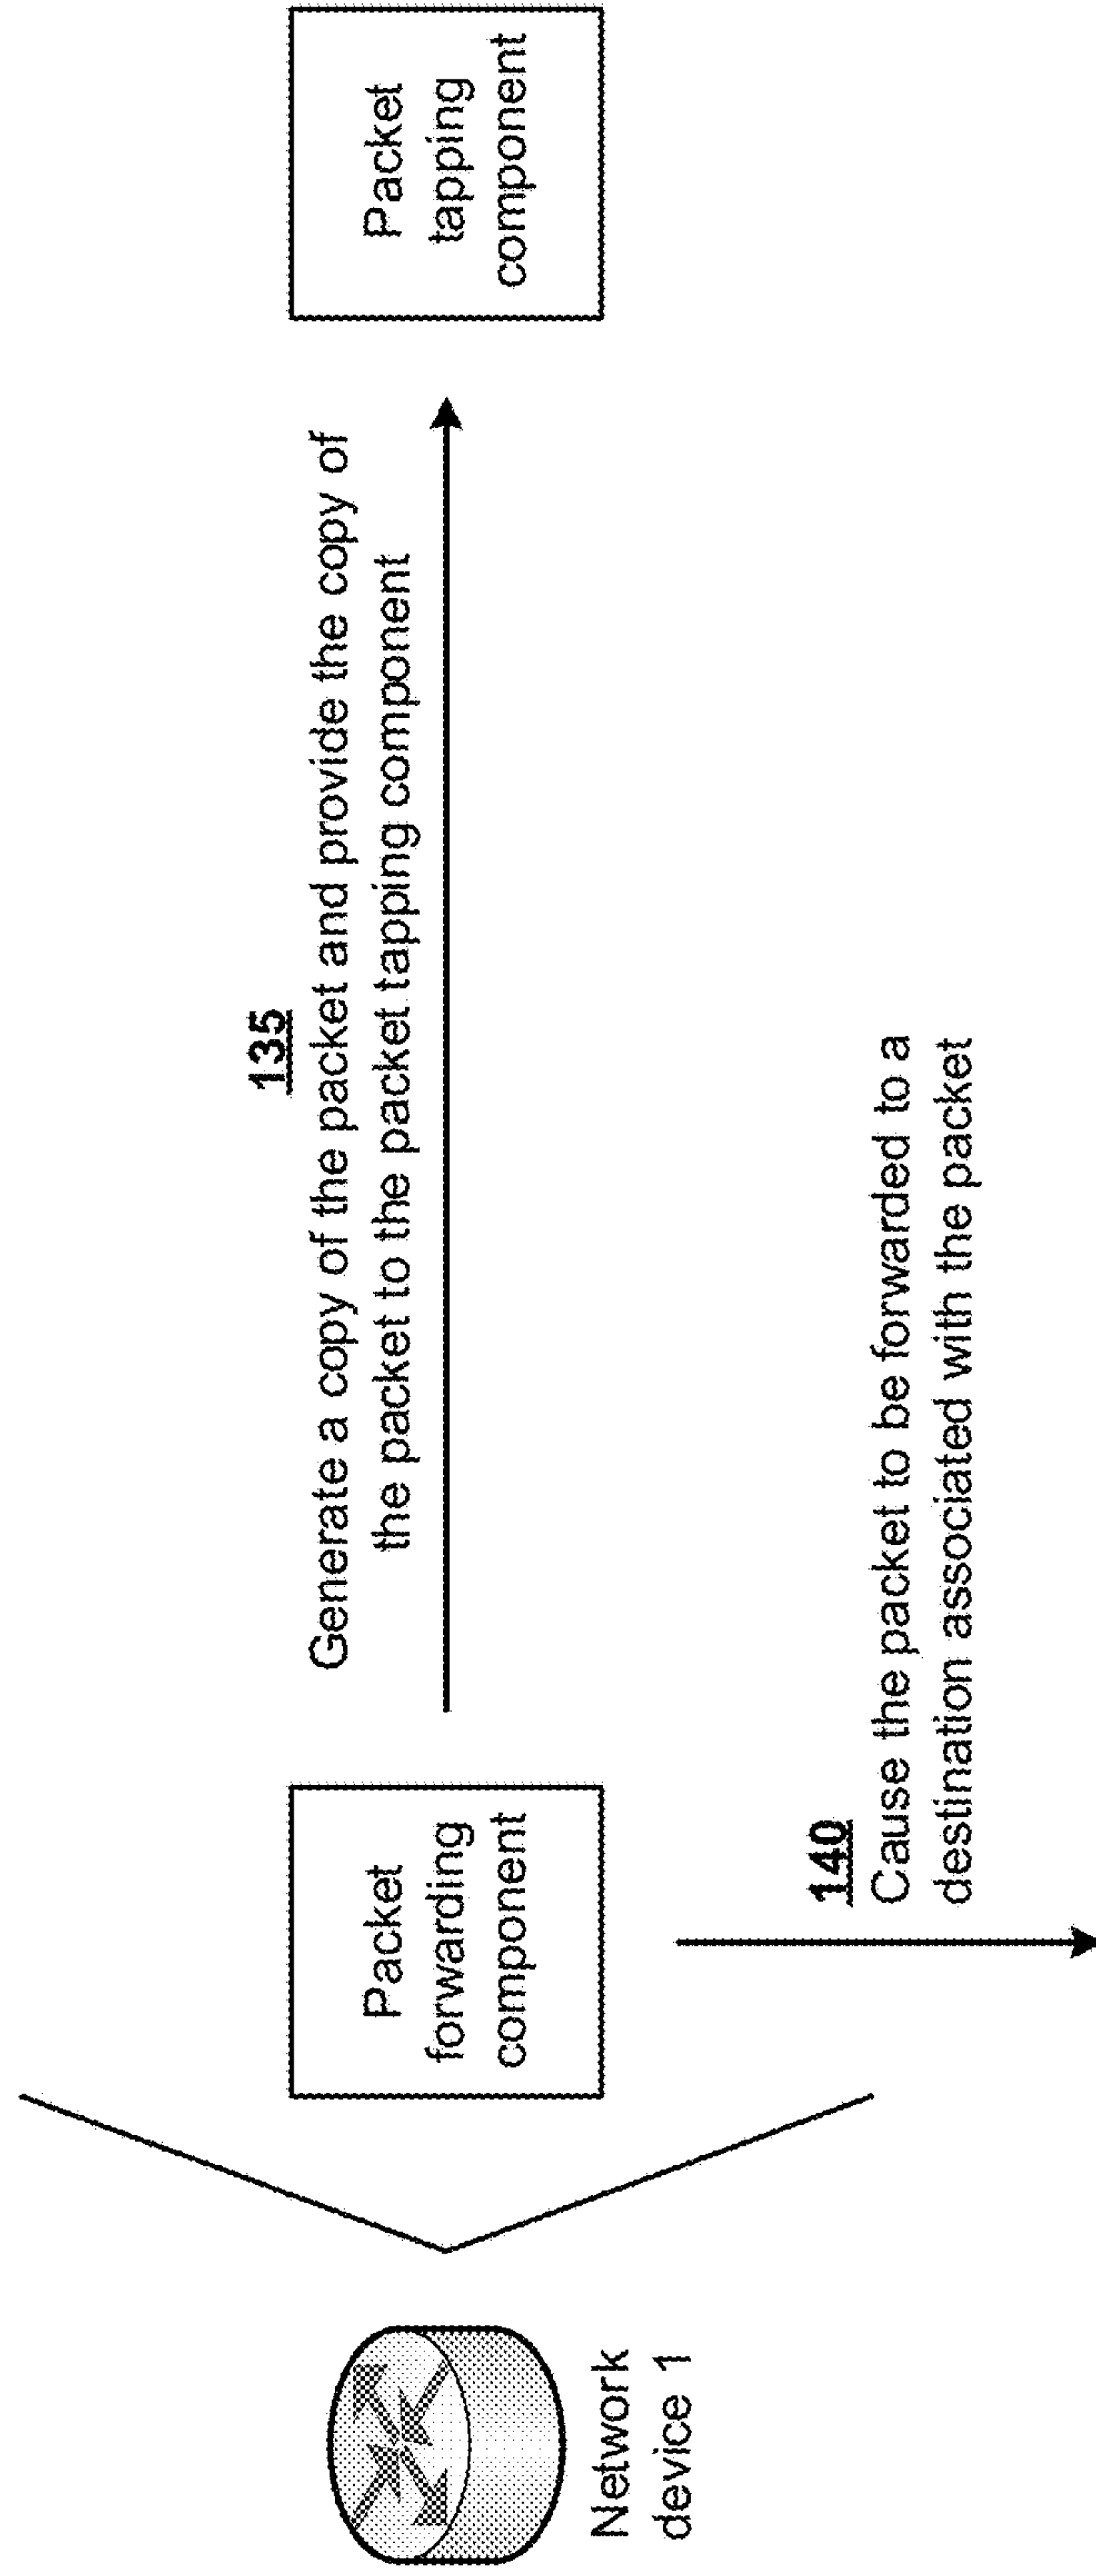 Network
device 1
Packet
forwarding
component
135
Generate a copy of the packet and provide the copy of
the packet to the packet tapping component
Packet
tapping
component
140
Cause the packet to be forwarded to a
destination associated with the packet